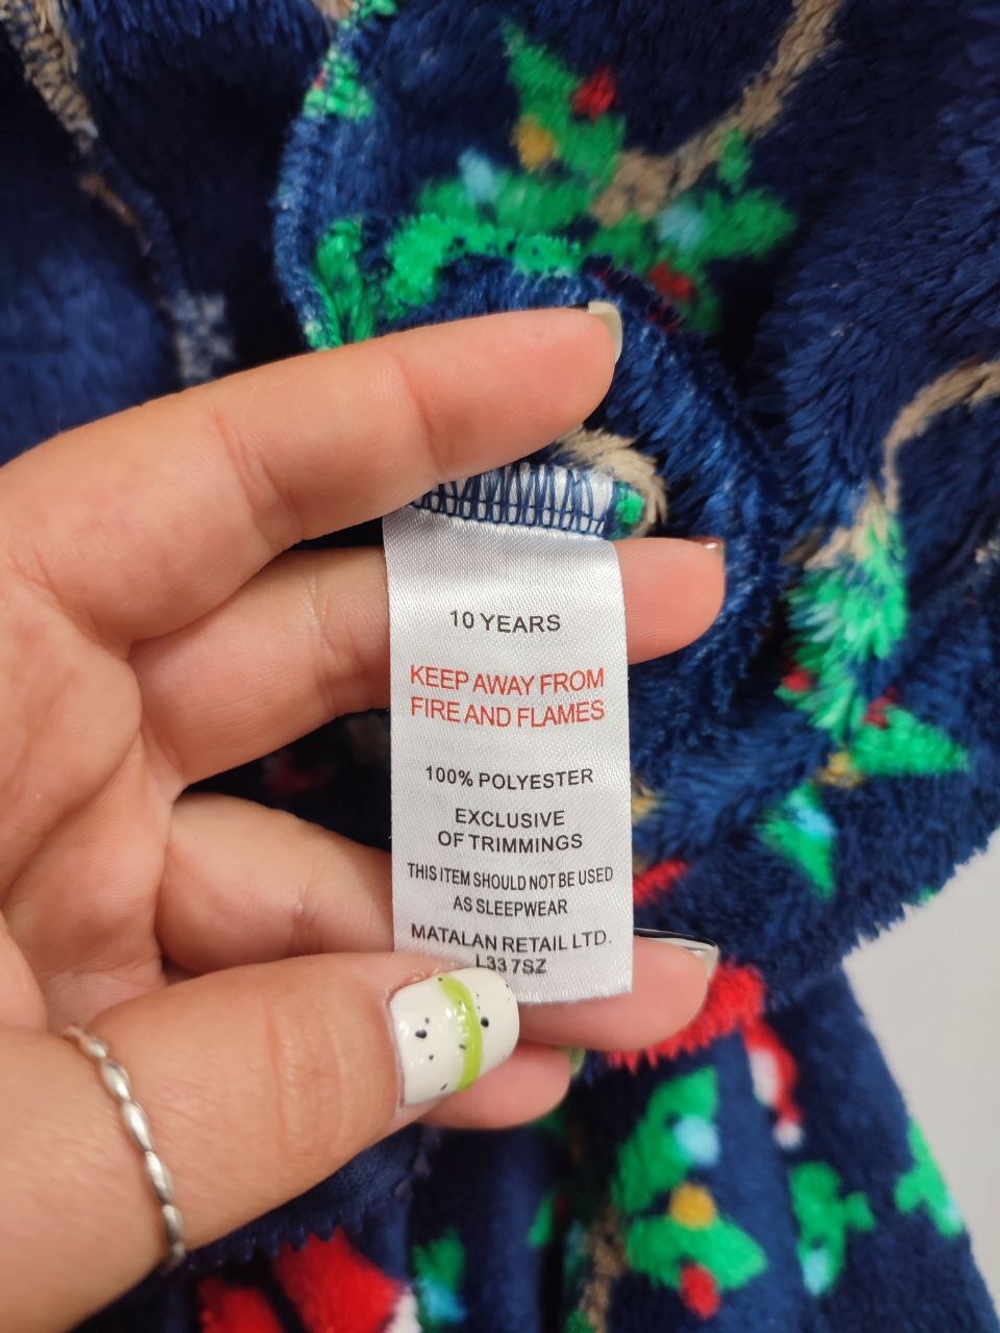 10 YEARS
KEEP AWAY FROM
FIRE AND FLAMES
100% POLYESTER
EXCLUSIVE
OF TRIMMINGS
THIS ITEM SHOULD NOT BE USED
AS SLEEPWEAR
MATALAN RETAIL LTD.
L33 7SZ